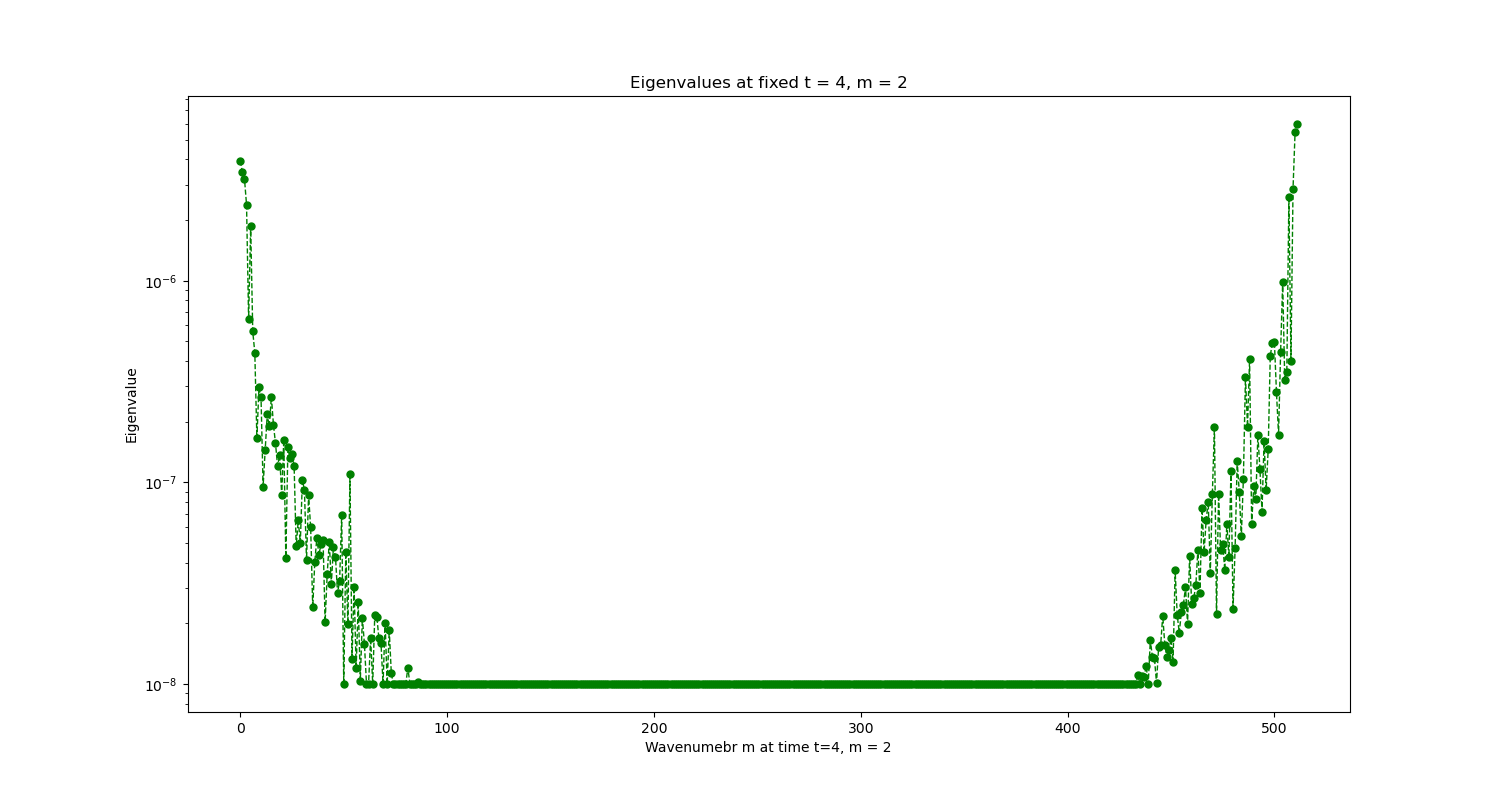 Eigenvalues at fixed t = 4, m = 2
Eigenvalue
10⁻⁶
10⁻⁷
10⁻⁸
0 100 200 300 400 500
Wavenumebr m at time t=4, m = 2